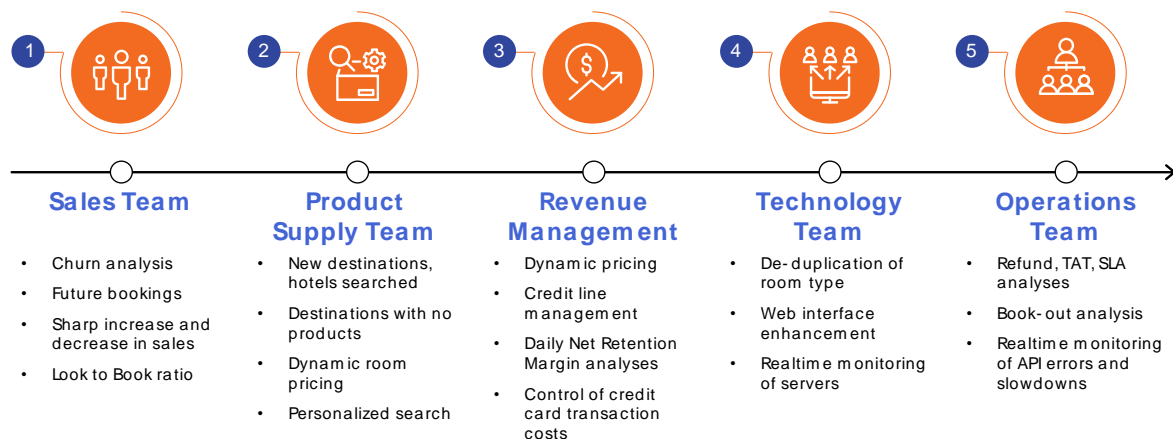 1
2
3
$
4
5
Sales Team
• Churn analysis
• Future bookings
• Sharp increase and
decrease in sales
• Look to Book ratio
Product
Supply Team
• New destinations,
hotels searched
• Destinations with no
products
• Dynamic room
pricing
• Personalized search
Revenue
Management
• Dynamic pricing
• Credit line
management
• Daily Net Retention
Margin analyses
• Control of credit
card transaction
costs
Technology
Team
• De-duplication of
room type
• Web interface
enhancement
• Realtime monitoring
of servers
Operations
Team
• Refund, TAT, SLA
analyses
• Book-out analysis
• Realtime monitoring
of API errors and
slowdowns